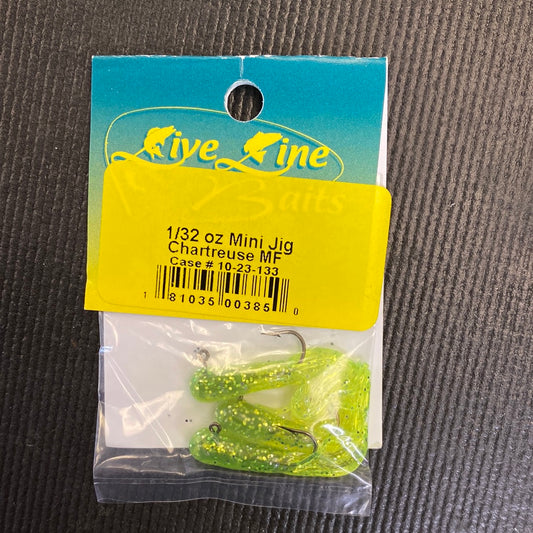 Live Line
Baits
1/32 oz Mini Jig
Chartreuse MF
Case # 10-23-133
1 81035 00385 0